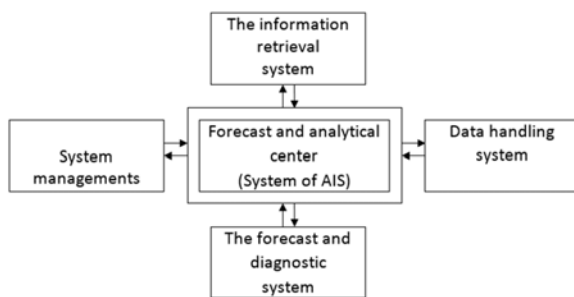 The information
retrieval
system
System
managements
Forecast and analytical
center
(System of AIS)
Data handling
system
The forecast and
diagnostic
system